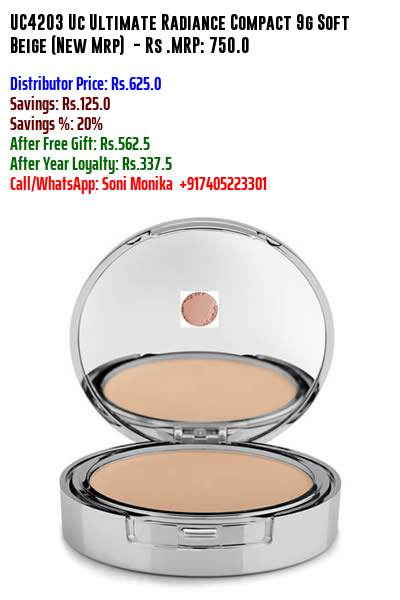 UC4203 Uc Ultimate Radiance Compact 9g Soft
Beige (New Mrp) - Rs .MRP: 750.0
Distributor Price: Rs.625.0
Savings: Rs.125.0
Savings %: 20%
After Free Gift: Rs.562.5
After Year Loyalty: Rs.337.5
Call/WhatsApp: Soni Monika +917405223301